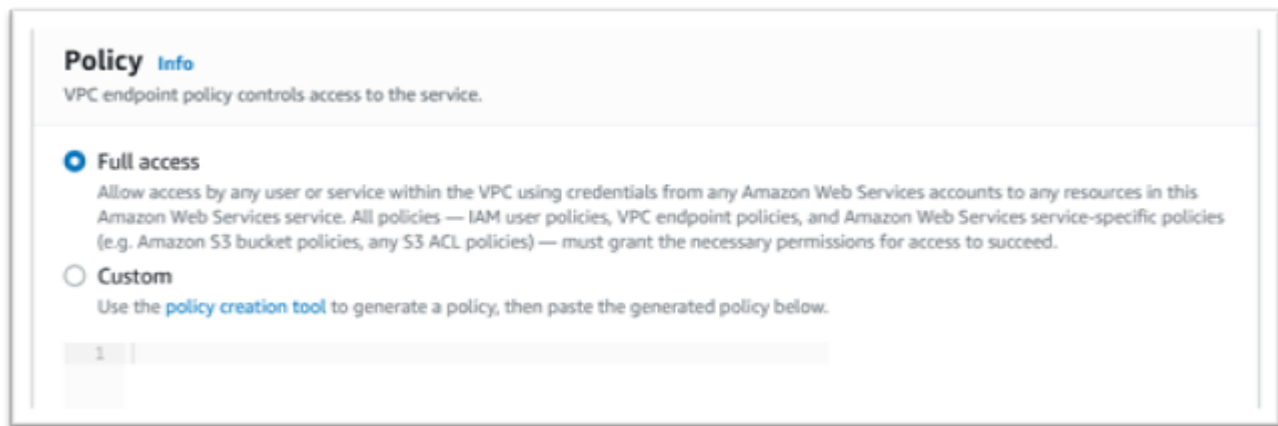 Policy Info
VPC endpoint policy controls access to the service.
Full access
Allow access by any user or service within the VPC using credentials from any Amazon Web Services accounts to any resources in this
Amazon Web Services service. All policies — IAM user policies, VPC endpoint policies, and Amazon Web Services service-specific policies
(e.g. Amazon S3 bucket policies, any S3 ACL policies) — must grant the necessary permissions for access to succeed.
Custom
Use the policy creation tool to generate a policy, then paste the generated policy below.
1